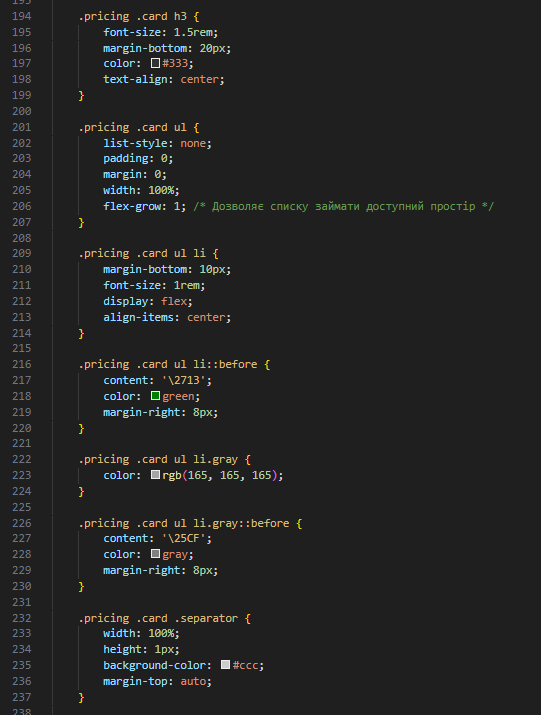 193
194 .pricing .card h3 {
195 font-size: 1.5rem;
196 margin-bottom: 20px;
197 color: #333;
198 text-align: center;
199 }
200
201 .pricing .card ul {
202 list-style: none;
203 padding: 0;
204 margin: 0;
205 width: 100%;
206 flex-grow: 1; /* Дозволяє списку займати доступний простір */
207 }
208
209 .pricing .card ul li {
210 margin-bottom: 10px;
211 font-size: 1rem;
212 display: flex;
213 align-items: center;
214 }
215
216 .pricing .card ul li::before {
217 content: '\2713';
218 color: green;
219 margin-right: 8px;
220 }
221
222 .pricing .card ul li.gray {
223 color: rgb(165, 165, 165);
224 }
225
226 .pricing .card ul li.gray::before {
227 content: '\25CF';
228 color: gray;
229 margin-right: 8px;
230 }
231
232 .pricing .card .separator {
233 width: 100%;
234 height: 1px;
235 background-color: #ccc;
236 margin-top: auto;
237 }
238